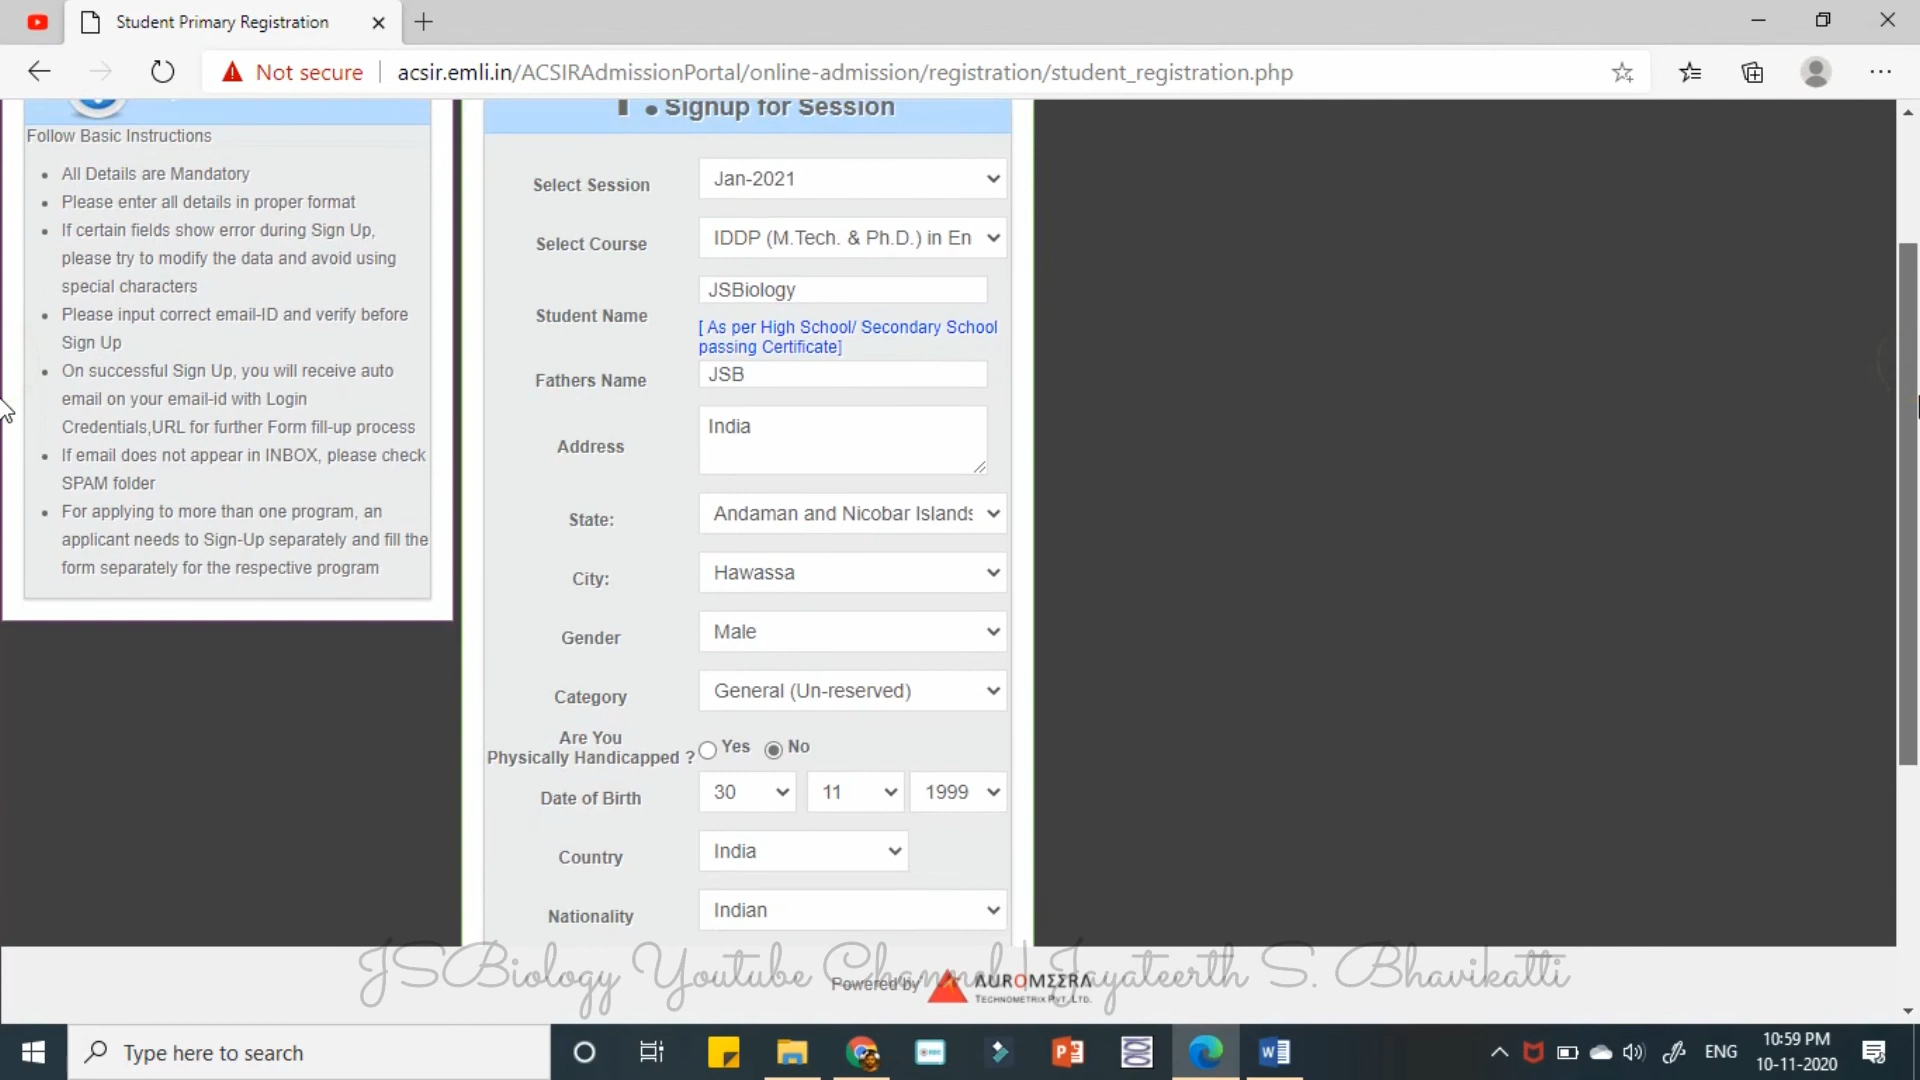 Student Primary Registration
Not secure
acsir.emli.in/ACSIRAdmissionPortal/online-admission/registration/student_registration.php
Follow Basic Instructions
All Details are Mandatory
Please enter all details in proper format
If certain fields show error during Sign Up,
please try to modify the data and avoid using
special characters
Please input correct email-ID and verify before
Sign Up
On successful Sign Up, you will receive auto
email on your email-id with Login
Credentials,URL for further Form fill-up process
If email does not appear in INBOX, please check
SPAM folder
For applying to more than one program, an
applicant needs to Sign-Up separately and fill the
form separately for the respective program
Signup for Session
Select Session Jan-2021
Select Course IDDP (M.Tech. & Ph.D.) in En
Student Name JSBiology
[ As per High School/ Secondary School
passing Certificate]
Fathers Name JSB
Address India
State: Andaman and Nicobar Islands
City: Hawassa
Gender Male
Category General (Un-reserved)
Are You
Physically Handicapped ? Yes No
Date of Birth 30 11 1999
Country India
Nationality Indian
JSBiology Youtube Channel | Jayateerth S. Bhavikatti
Powered by AUROMEERA
TECHNOMETRIX PVT. LTD.
Type here to search
ENG
10:59 PM
10-11-2020